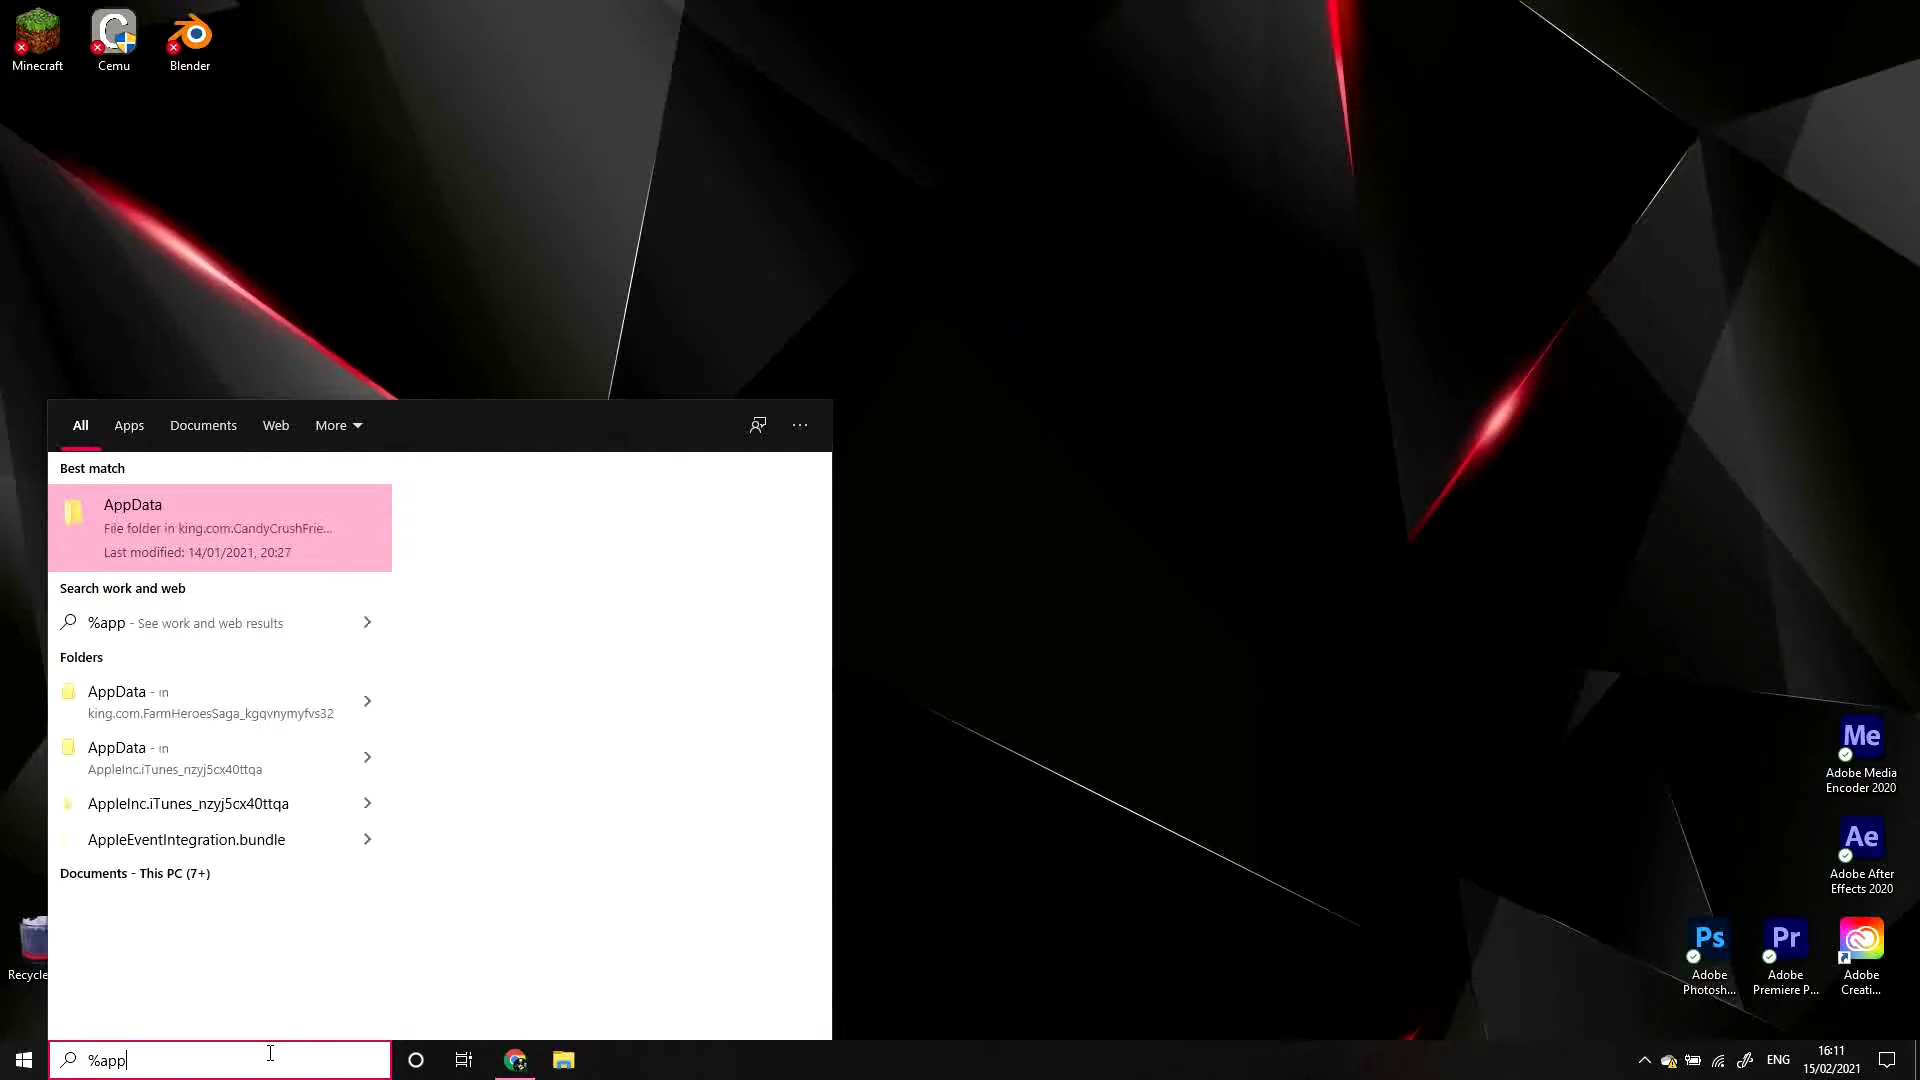 Minecraft
Cemu
Blender
All
Apps
Documents
Web
More
Best match
AppData
File folder in king.com.CandyCrushFrie...
Last modified: 14/01/2021, 20:27
Search work and web
%app - See work and web results
Folders
AppData - in
king.com.FarmHeroesSaga_kgqvnymyfvs32
AppData - in
AppleInc.iTunes_nzyj5cx40ttqa
AppleInc.iTunes_nzyj5cx40ttqa
AppleEventIntegration.bundle
Documents - This PC (7+)
Recycle
Me
Adobe Media
Encoder 2020
Ae
Adobe After
Effects 2020
Ps
Adobe
Photosh...
Pr
Adobe
Premiere P...
Adobe
Creati...
%app
ENG
16:11
15/02/2021